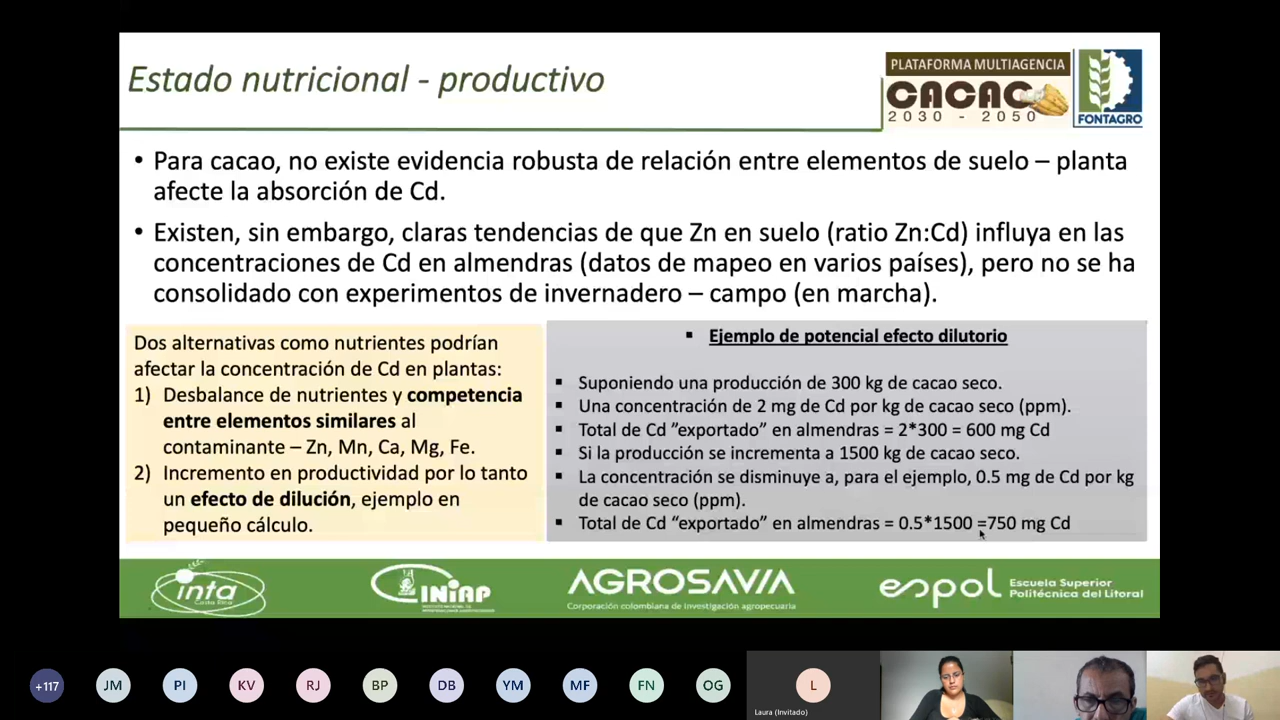 Estado nutricional - productivo
PLATAFORMA MULTIAGENCIA
CACAO
2030 - 2050
FONTAGRO
• Para cacao, no existe evidencia robusta de relación entre elementos de suelo – planta
afecte la absorción de Cd.
• Existen, sin embargo, claras tendencias de que Zn en suelo (ratio Zn:Cd) influya en las
concentraciones de Cd en almendras (datos de mapeo en varios países), pero no se ha
consolidado con experimentos de invernadero – campo (en marcha).
Dos alternativas como nutrientes podrían
afectar la concentración de Cd en plantas:
1) Desbalance de nutrientes y competencia
entre elementos similares al
contaminante – Zn, Mn, Ca, Mg, Fe.
2) Incremento en productividad por lo tanto
un efecto de dilución, ejemplo en
pequeño cálculo.
▪ Ejemplo de potencial efecto dilutorio
▪ Suponiendo una producción de 300 kg de cacao seco.
▪ Una concentración de 2 mg de Cd por kg de cacao seco (ppm).
▪ Total de Cd "exportado" en almendras = 2*300 = 600 mg Cd
▪ Si la producción se incrementa a 1500 kg de cacao seco.
▪ La concentración se disminuye a, para el ejemplo, 0.5 mg de Cd por kg
de cacao seco (ppm).
▪ Total de Cd "exportado" en almendras = 0.5*1500 =750 mg Cd
inta
Costa Rica
INIAP
AGROSAVIA
Corporación colombiana de investigación agropecuaria
espol
Escuela Superior
Politécnica del Litoral
+117
JM
PI
KV
RJ
BP
DB
YM
MF
FN
OG
L
Laura (Invitado)